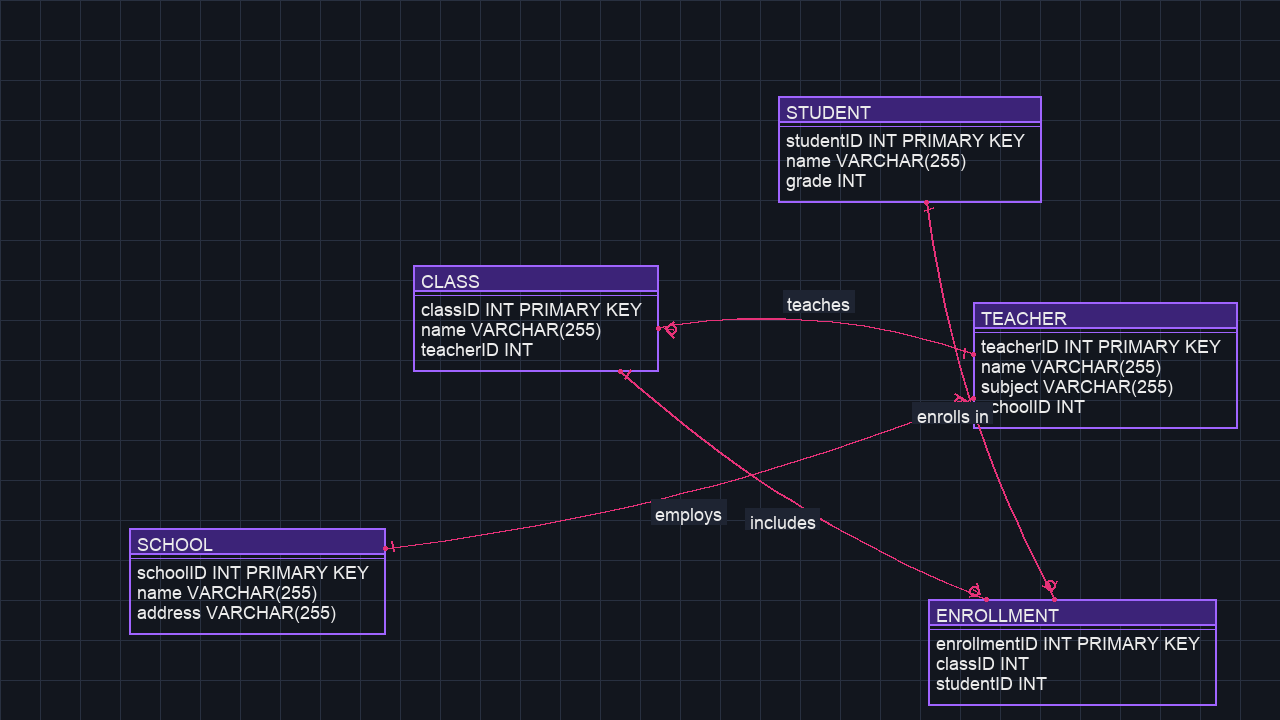 STUDENT
studentID INT PRIMARY KEY
name VARCHAR(255)
grade INT
CLASS
classID INT PRIMARY KEY
name VARCHAR(255)
teacherID INT
teaches
TEACHER
teacherID INT PRIMARY KEY
name VARCHAR(255)
subject VARCHAR(255)
choolID INT
enrolls in
employs
includes
SCHOOL
schoolID INT PRIMARY KEY
name VARCHAR(255)
address VARCHAR(255)
ENROLLMENT
enrollmentID INT PRIMARY KEY
classID INT
studentID INT